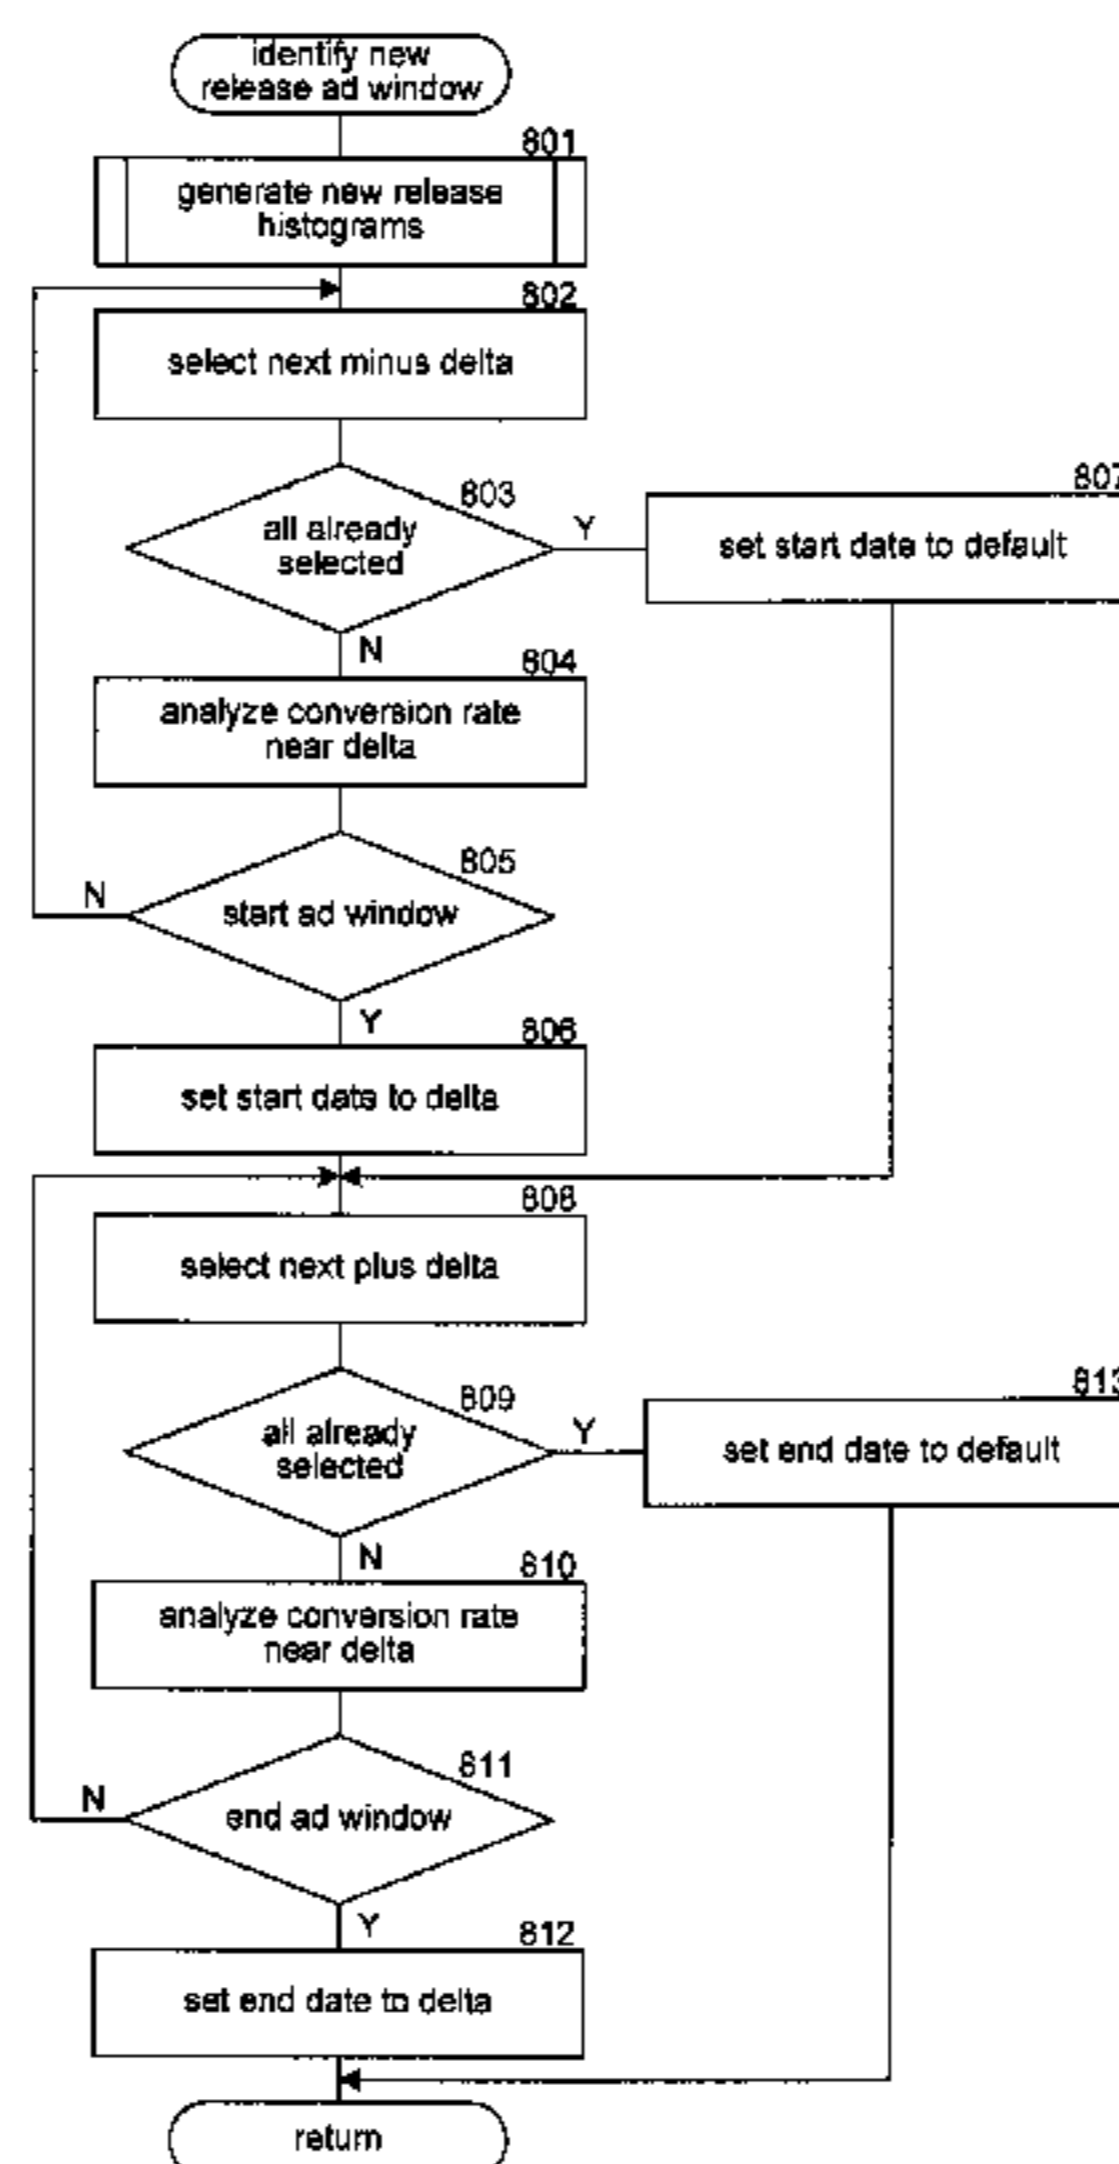 identify new
release ad window
801
generate new release
histograms
802
select next minus delta
803
all already
selected
Y
807
set start date to default
N
804
analyze conversion rate
near delta
805
start ad window
N
Y
806
set start date to delta
808
select next plus delta
809
all already
selected
Y
813
set end date to default
N
810
analyze conversion rate
near delta
811
end ad window
N
Y
812
set end date to delta
return